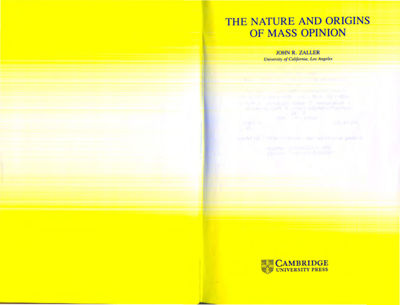 THE NATURE AND ORIGINS
OF MASS OPINION
JOHN R. ZALLER
University of California, Los Angeles
CAMBRIDGE
UNIVERSITY PRESS